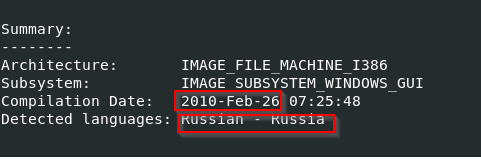 Summary:
--------
Architecture: IMAGE_FILE_MACHINE_I386
Subsystem: IMAGE_SUBSYSTEM_WINDOWS_GUI
Compilation Date: 2010-Feb-26 07:25:48
Detected languages: Russian - Russia